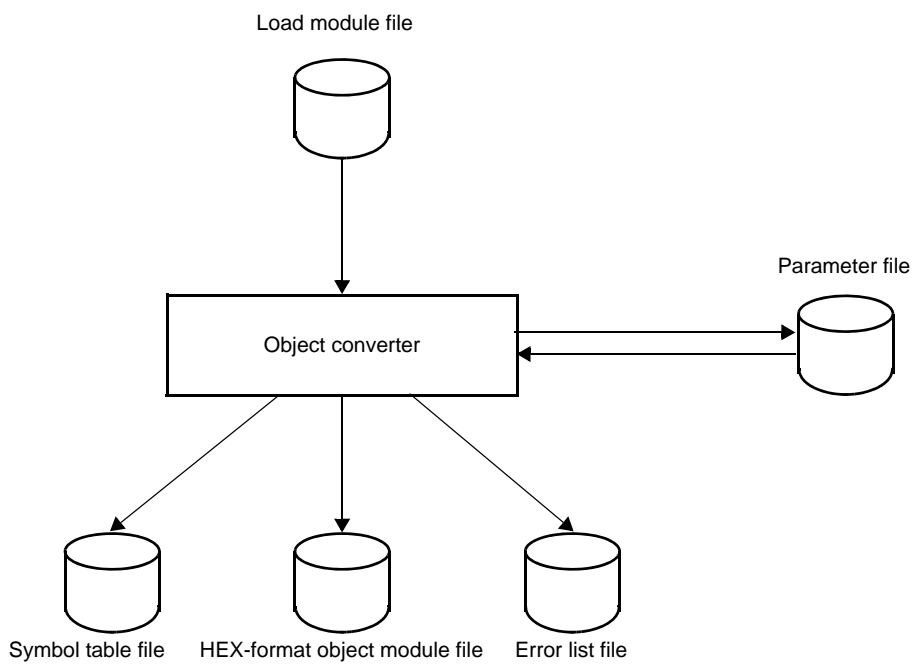 Load module file
Parameter file
Object converter
Symbol table file
HEX-format object module file
Error list file